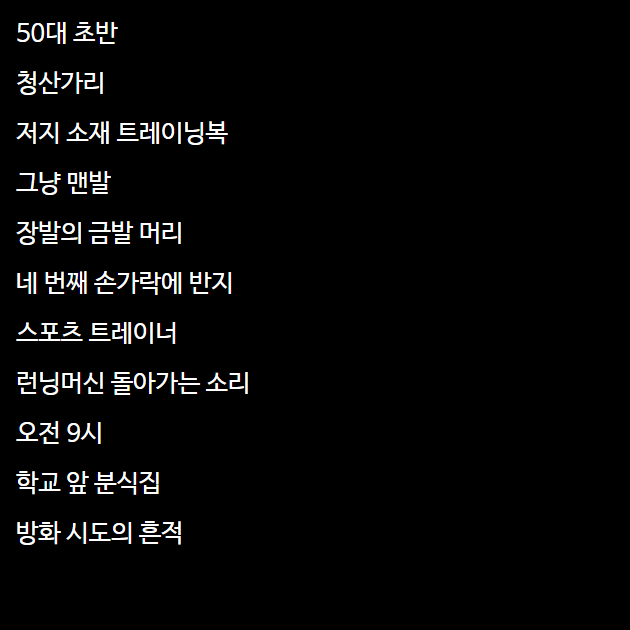 50대 초반
청산가리
저지 소재 트레이닝복
그냥 맨발
장발의 금발 머리
네 번째 손가락에 반지
스포츠 트레이너
런닝머신 돌아가는 소리
오전 9시
학교 앞 분식집
방화 시도의 흔적